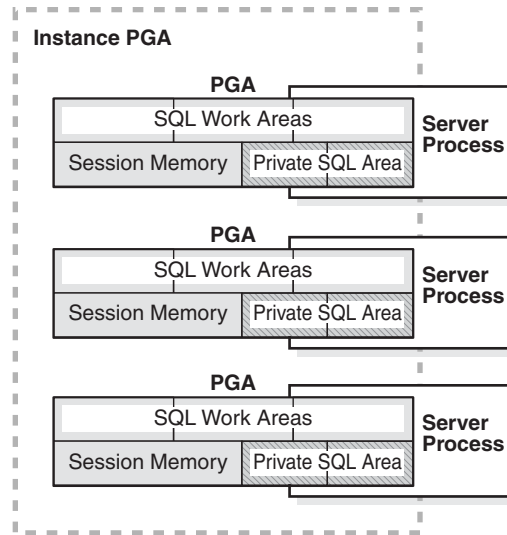 Instance PGA
PGA
SQL Work Areas
Session Memory
Private SQL Area
Server
Process
PGA
SQL Work Areas
Session Memory
Private SQL Area
Server
Process
PGA
SQL Work Areas
Session Memory
Private SQL Area
Server
Process